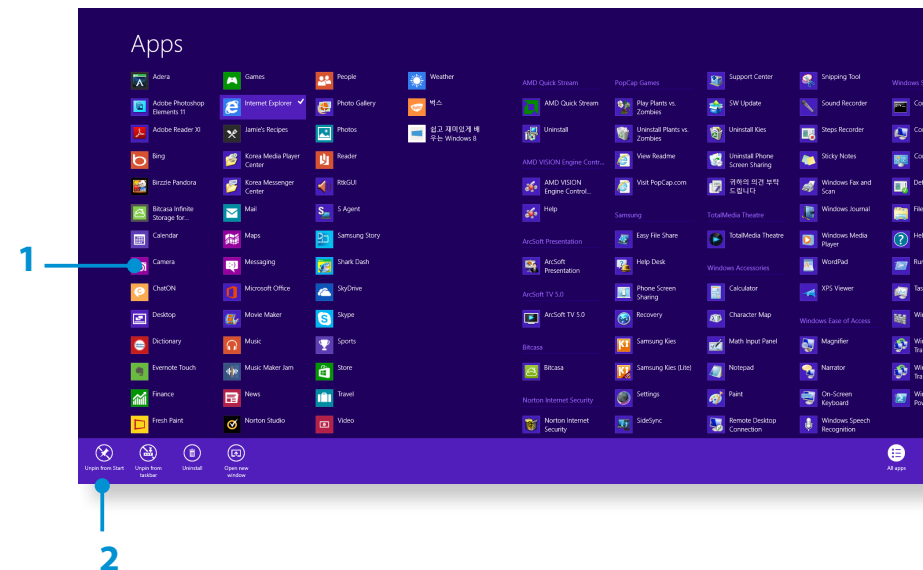 Apps
Adera
Adobe Photoshop
Elements 11
Adobe Reader XI
Bing
Birzzle Pandora
Bitcasa Infinite
Storage for...
Calendar
Camera
ChatON
Desktop
Dictionary
Evernote Touch
Finance
Fresh Paint
Games
Internet Explorer
Jamie's Recipes
Korea Media Player
Center
Korea Messenger
Center
Mail
Maps
Messaging
Microsoft Office
Movie Maker
Music
Music Maker Jam
News
Norton Studio
People
Photo Gallery
Photos
Reader
RtkGUI
S Agent
Samsung Story
Shark Dash
SkyDrive
Skype
Sports
Store
Travel
Video
Weather
벅스
쉽고 재미있게 배
우는 Windows 8
AMD Quick Stream
AMD Quick Stream
Uninstall
AMD VISION Engine Contr...
AMD VISION
Engine Control...
Help
ArcSoft Presentation
ArcSoft
Presentation
ArcSoft TV 5.0
ArcSoft TV 5.0
Bitcasa
Bitcasa
Norton Internet Security
Norton Internet
Security
PopCap Games
Play Plants vs.
Zombies
Uninstall Plants vs.
Zombies
View Readme
Visit PopCap.com
Samsung
Easy File Share
Help Desk
Phone Screen
Sharing
Recovery
Samsung Kies
Samsung Kies (Lite)
Settings
SideSync
Support Center
SW Update
Uninstall Kies
Uninstall Phone
Screen Sharing
귀하의 의견 부탁
드립니다
TotalMedia Theatre
TotalMedia Theatre
Windows Accessories
Calculator
Character Map
Math Input Panel
Notepad
Paint
Remote Desktop
Connection
Snipping Tool
Sound Recorder
Steps Recorder
Sticky Notes
Windows Fax and
Scan
Windows Journal
Windows Media
Player
WordPad
XPS Viewer
Windows Ease of Access
Magnifier
Narrator
On-Screen
Keyboard
Windows Speech
Recognition
Windows
Unpin from Start
Unpin from
taskbar
Uninstall
Open new
window
All apps
1
2